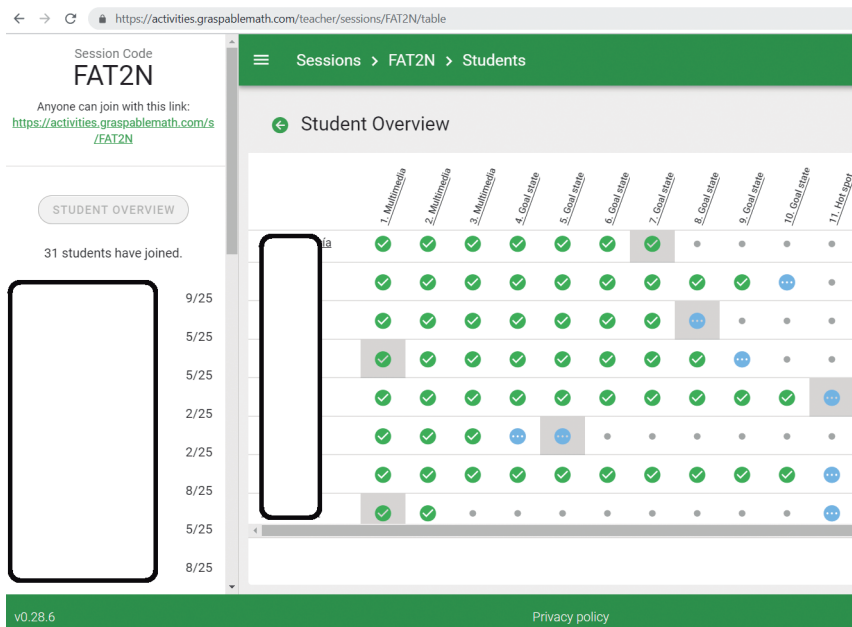 https://activities.graspablemath.com/teacher/sessions/FAT2N/table
Session Code
FAT2N
Anyone can join with this link:
https://activities.graspablemath.com/s
/FAT2N
STUDENT OVERVIEW
31 students have joined.
9/25
5/25
5/25
2/25
2/25
8/25
5/25
8/25
Sessions > FAT2N > Students
Student Overview
1. Multimedia
2. Multimedia
3. Multimedia
4. Goal state
5. Goal state
6. Goal state
7. Goal state
8. Goal state
9. Goal state
10. Goal state
11. Hot spot
ía
v0.28.6
Privacy policy